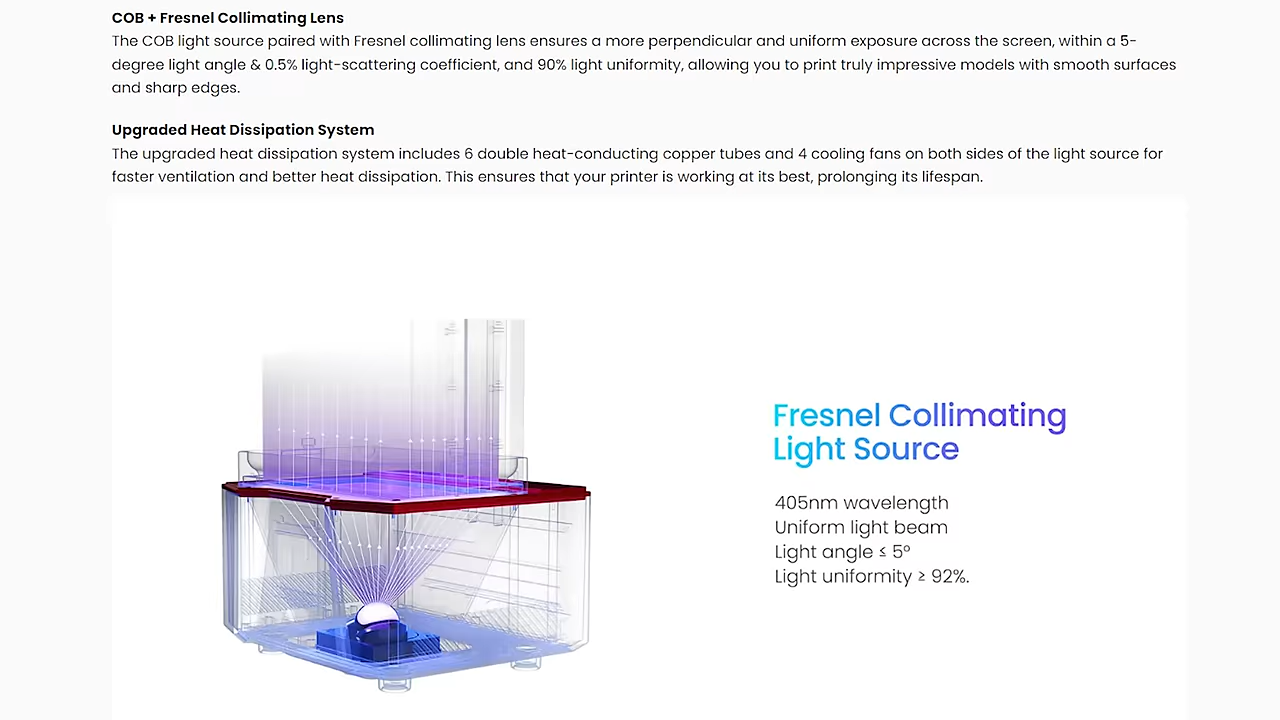 COB + Fresnel Collimating Lens
The COB light source paired with Fresnel collimating lens ensures a more perpendicular and uniform exposure across the screen, within a 5-
degree light angle & 0.5% light-scattering coefficient, and 90% light uniformity, allowing you to print truly impressive models with smooth surfaces
and sharp edges.
Upgraded Heat Dissipation System
The upgraded heat dissipation system includes 6 double heat-conducting copper tubes and 4 cooling fans on both sides of the light source for
faster ventilation and better heat dissipation. This ensures that your printer is working at its best, prolonging its lifespan.
Fresnel Collimating
Light Source
405nm wavelength
Uniform light beam
Light angle ≤ 5°
Light uniformity ≥ 92%.